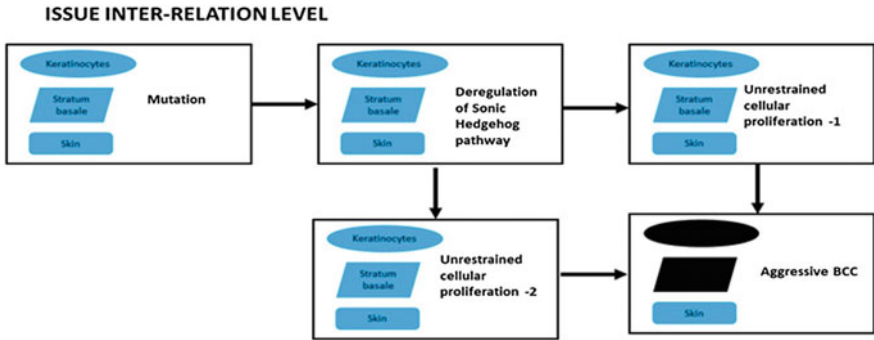 ISSUE INTER-RELATION LEVEL
Keratinocytes
Stratum
basale
Skin
Mutation
Keratinocytes
Stratum
basale
Skin
Deregulation
of Sonic
Hedgehog
pathway
Keratinocytes
Stratum
basale
Skin
Unrestrained
cellular
proliferation -1
Keratinocytes
Stratum
basale
Skin
Unrestrained
cellular
proliferation -2
Skin
Aggressive BCC